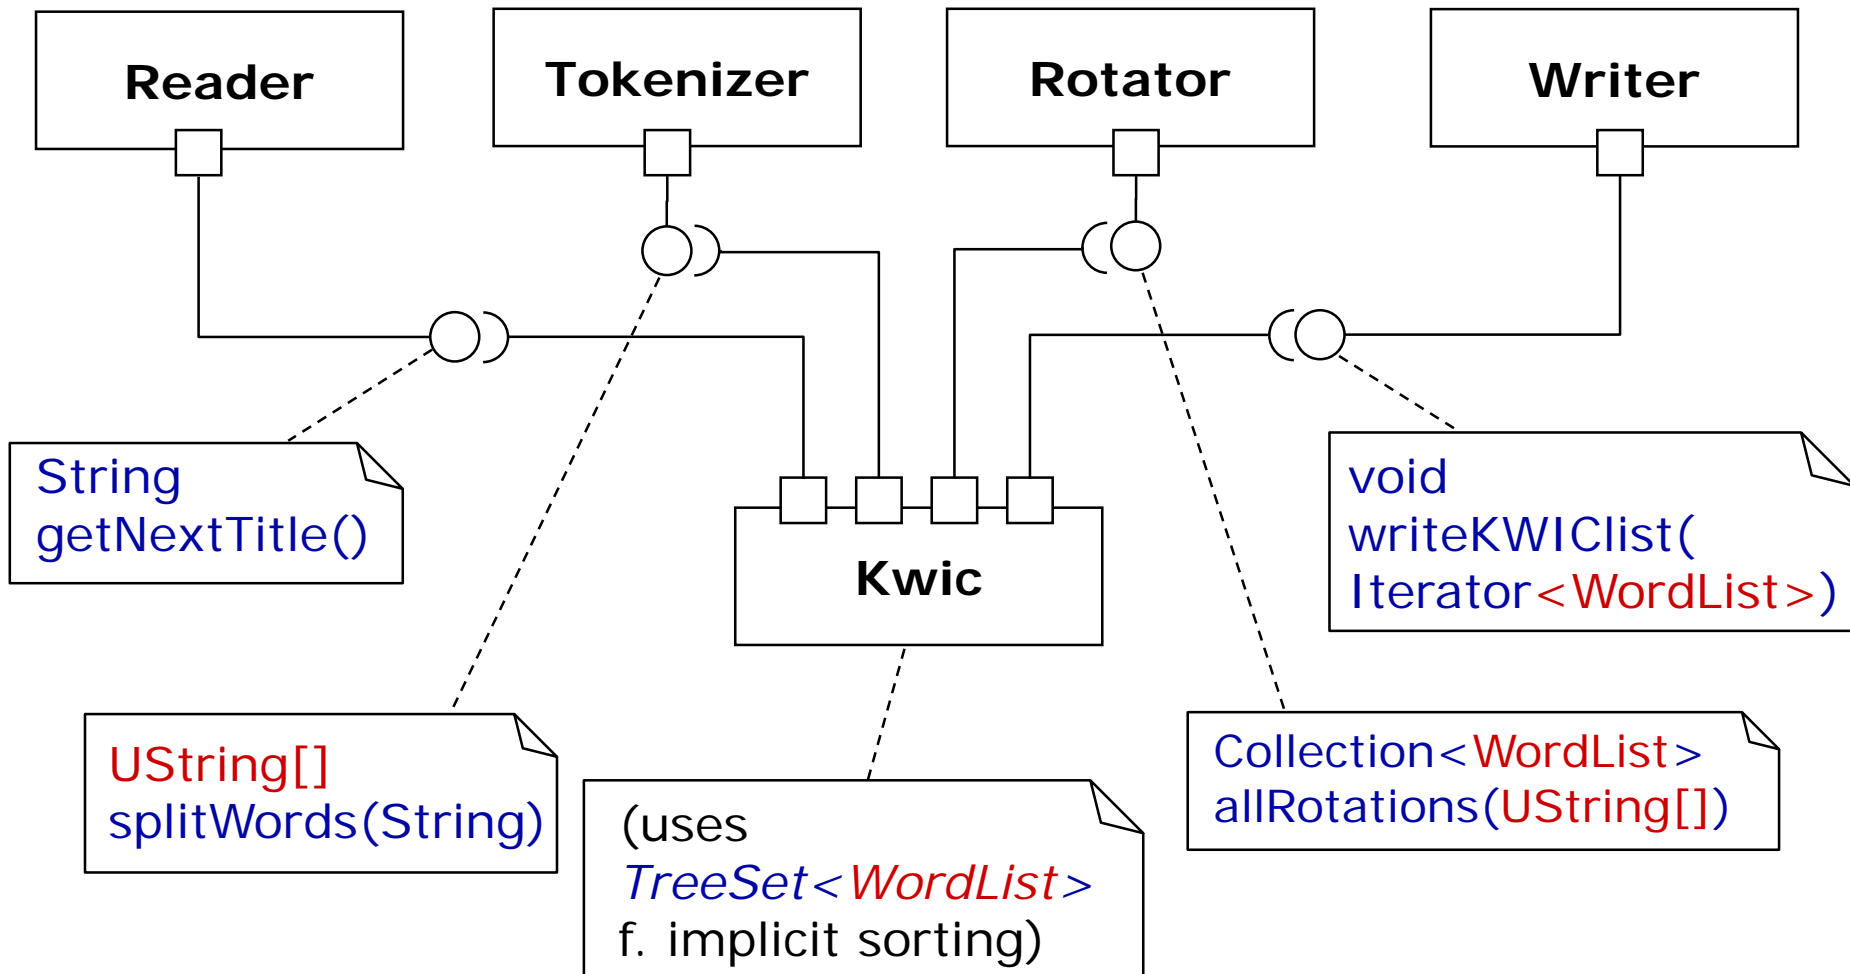 Reader
Tokenizer
Rotator
Writer
String
getNextTitle()
void
writeKWIClist(
Iterator<WordList>)
Kwic
UString[]
splitWords(String)
(uses
TreeSet<WordList>
f. implicit sorting)
Collection<WordList>
allRotations(UString[])